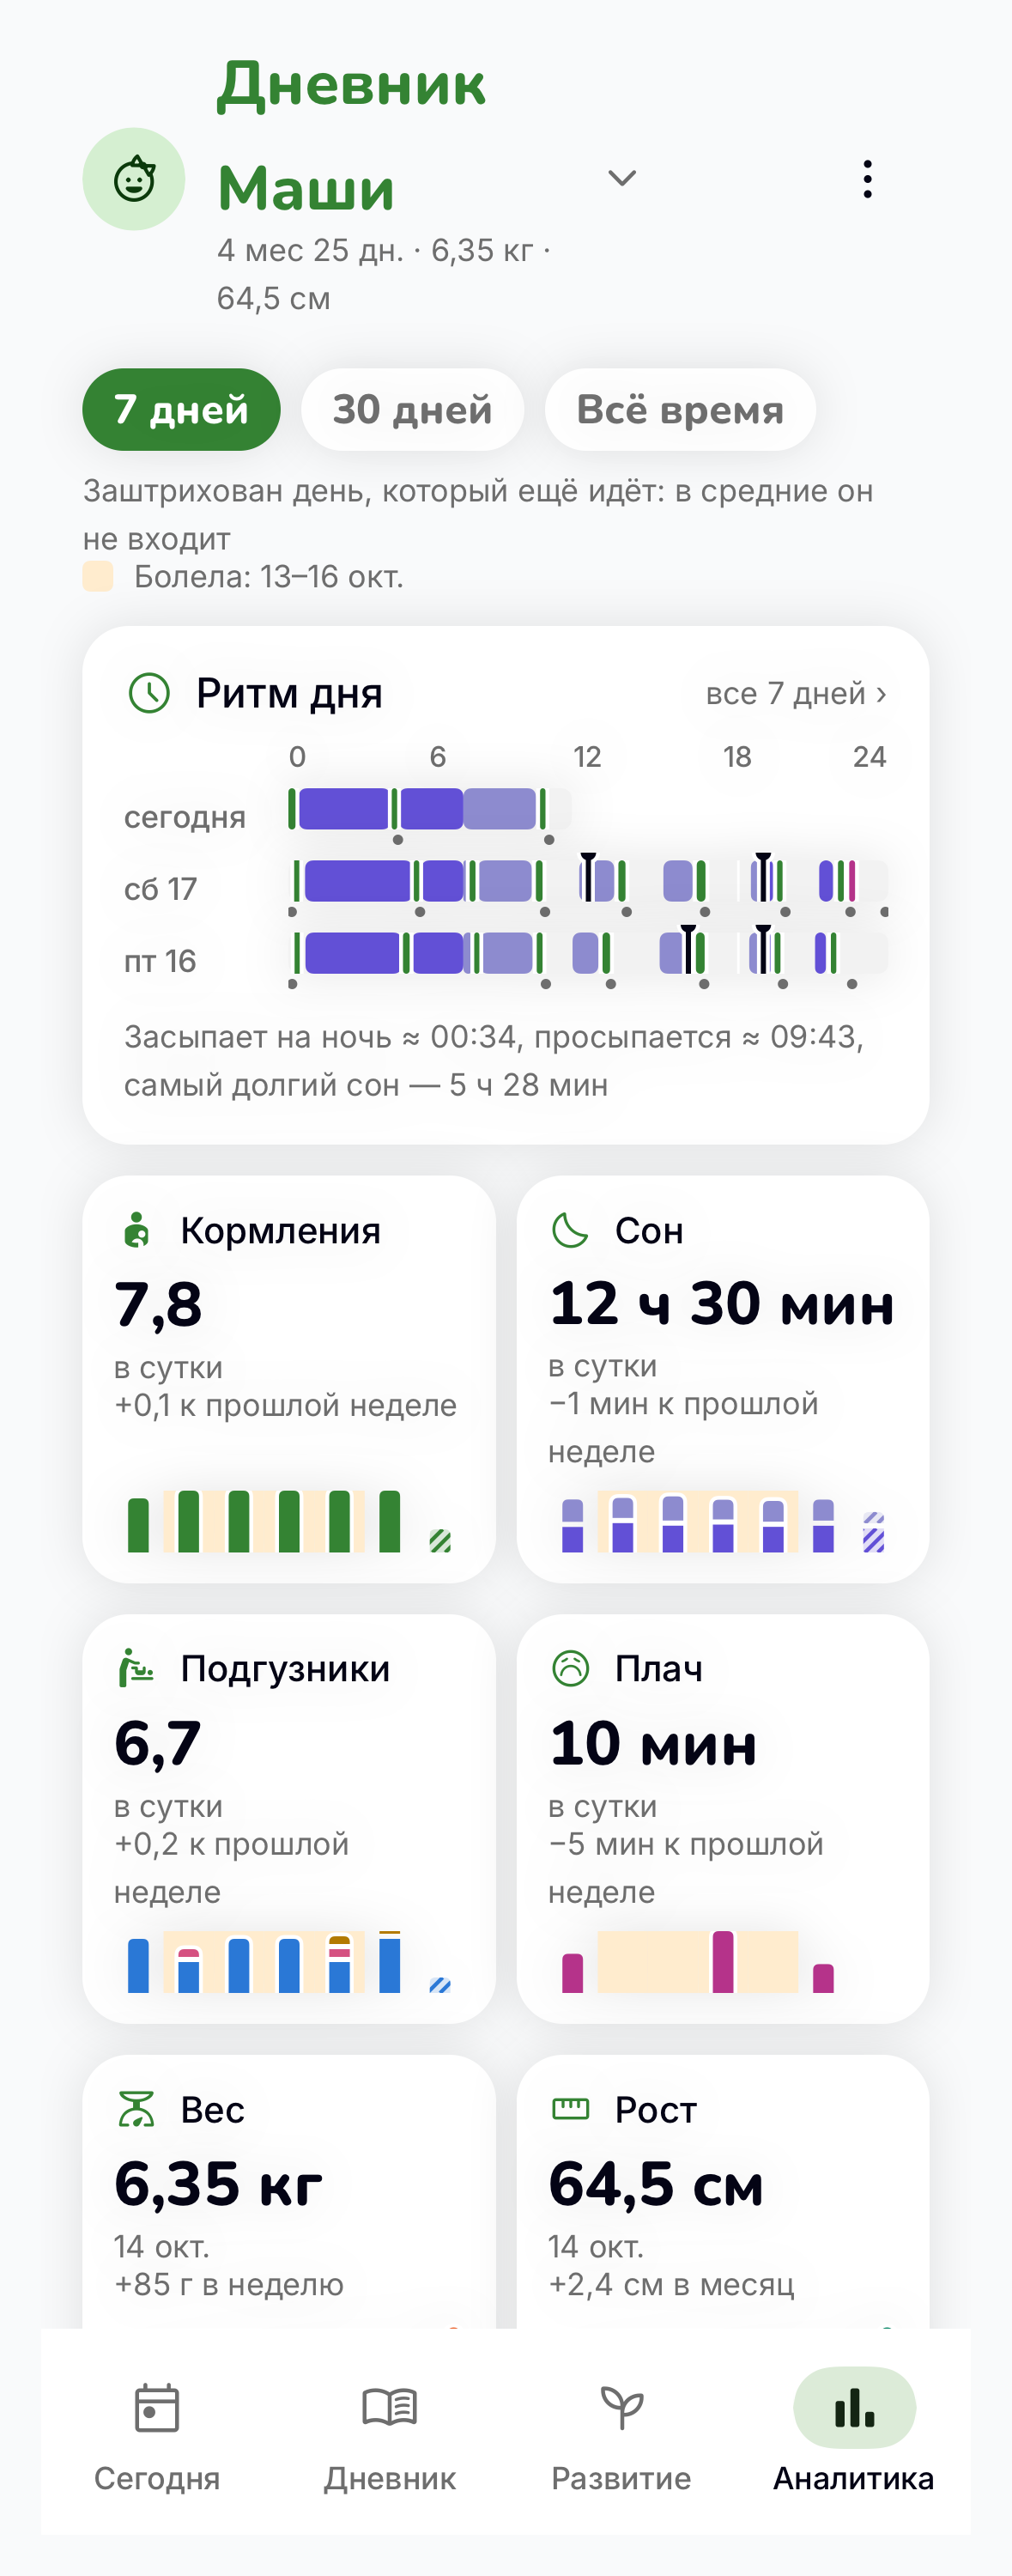 Дневник
Маши
4 мес 25 дн. · 6,35 кг ·
64,5 см
7 дней
30 дней
Всё время
Заштрихован день, который ещё идёт: в средние он
не входит
Болела: 13–16 окт.
Ритм дня
все 7 дней ›
0 6 12 18 24
сегодня
сб 17
пт 16
Засыпает на ночь ≈ 00:34, просыпается ≈ 09:43,
самый долгий сон — 5 ч 28 мин
Кормления
7,8
в сутки
+0,1 к прошлой неделе
Сон
12 ч 30 мин
в сутки
−1 мин к прошлой
неделе
Подгузники
6,7
в сутки
+0,2 к прошлой
неделе
Плач
10 мин
в сутки
−5 мин к прошлой
неделе
Вес
6,35 кг
14 окт.
+85 г в неделю
Рост
64,5 см
14 окт.
+2,4 см в месяц
Сегодня
Дневник
Развитие
Аналитика